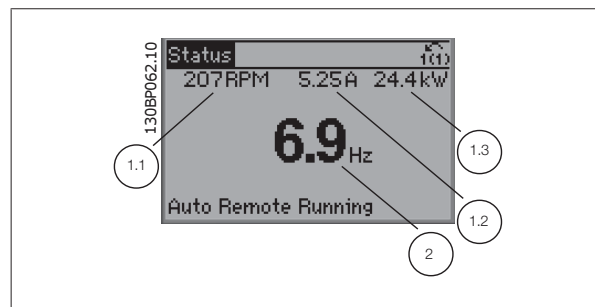 130BP062.10
Status
1(1)
207RPM 5.25A 24.4kW
6.9Hz
Auto Remote Running
1.1
1.3
1.2
2